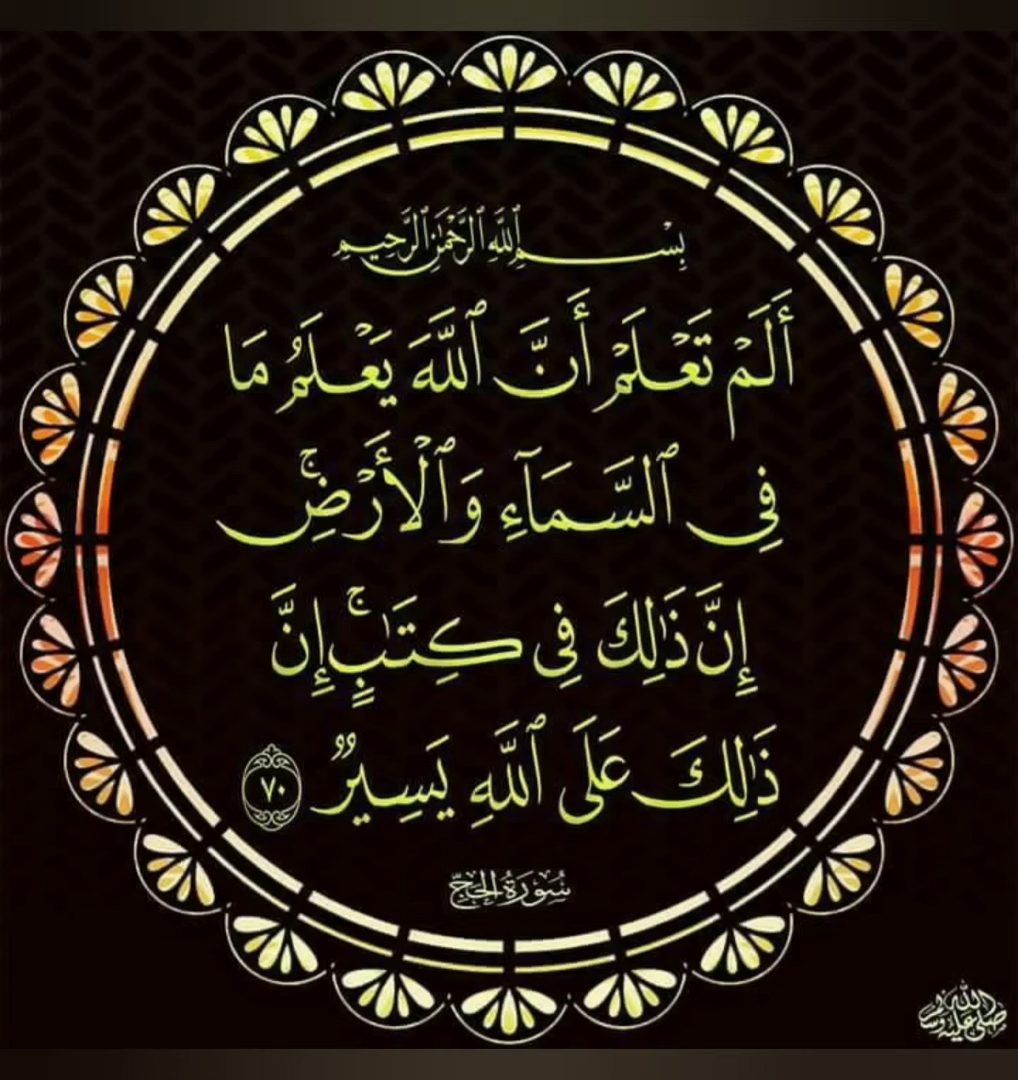 بِسْمِ ٱللَّهِ ٱلرَّحْمَٰنِ ٱلرَّحِيمِ
أَلَمْ تَعْلَمْ أَنَّ ٱللَّهَ يَعْلَمُ مَا
فِى ٱلسَّمَآءِ وَٱلْأَرْضِ ۚ
إِنَّ ذَٰلِكَ فِى كِتَٰبٍ ۚ إِنَّ
ذَٰلِكَ عَلَى ٱللَّهِ يَسِيرٌ ٧٠
سُورَةُ الحَجِّ
صلى الله عليه وسلم